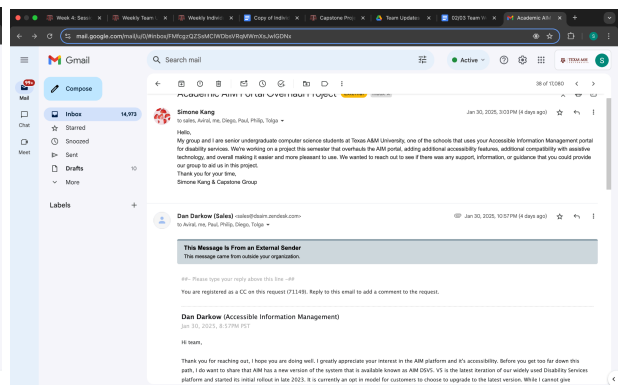 Week 4: Sessi
Weekly Team U
Weekly Individ
Copy of Individ
Capstone Proje
Team Updates
02/03 Team W
Academic AIM
mail.google.com/mail/u/0/#inbox/
Gmail
Search mail
Active
TEXAS A&M
S
99+
Mail
Chat
Meet
Compose
Inbox 14,973
Starred
Snoozed
Sent
Drafts 10
More
Labels
39 of 17,080
Academic AIM Portal Overhaul Project
Simone Kang
Jan 30, 2025, 3:03 PM (4 days ago)
to sales, Aviral, me, Diego, Paul, Philip, Tolga
Hello,
My group and I are senior undergraduate computer science students at Texas A&M University, one of the schools that uses your Accessible Information Management portal
for disability services. We're working on a project this semester that overhauls the AIM portal, adding additional accessibility features, additional compatibility with assistive
technology, and overall making it easier and more pleasant to use. We wanted to reach out to see if there was any support, information, or guidance that you could provide
our group to aid us in this project.
Thank you for your time,
Simone Kang & Capstone Group
Dan Darkow (Sales) <sales@dsaim.zendesk.com>
Jan 30, 2025, 10:57 PM (4 days ago)
to Aviral, me, Paul, Philip, Diego, Tolga
This Message Is From an External Sender
This message came from outside your organization.
##- Please type your reply above this line -##
You are registered as a CC on this request (71149). Reply to this email to add a comment to the request.
Dan Darkow (Accessible Information Management)
Jan 30, 2025, 8:57PM PST
Hi team,
Thank you for reaching out, I hope you are doing well. I greatly appreciate your interest in the AIM platform and it's accessibility. Before you get too far down this
path, I do want to share that AIM has a new version of the system that is available known as AIM DSV5. V5 is the latest iteration of our widely used Disability Services
platform and started its initial rollout in late 2023. It is currently an opt in model for customers to choose to upgrade to the latest version. While I cannot give